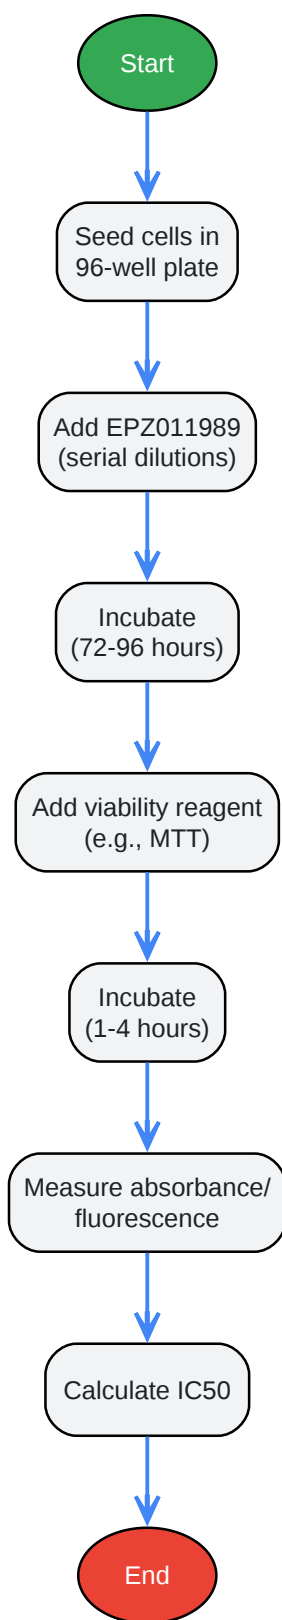 Start
Seed cells in
96-well plate
Add EPZ011989
(serial dilutions)
Incubate
(72-96 hours)
Add viability reagent
(e.g., MTT)
Incubate
(1-4 hours)
Measure absorbance/
fluorescence
Calculate IC50
End